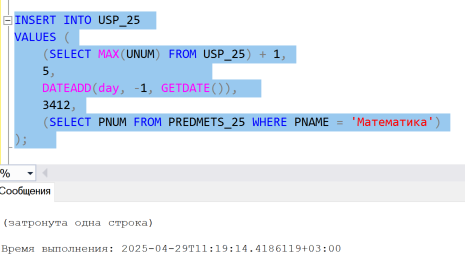 INSERT INTO USP_25
VALUES (
(SELECT MAX(UNUM) FROM USP_25) + 1,
5,
DATEADD(day, -1, GETDATE()),
3412,
(SELECT PNUM FROM PREDMETS_25 WHERE PNAME = 'Математика')
);
%
Сообщения
(затронута одна строка)
Время выполнения: 2025-04-29T11:19:14.4186119+03:00